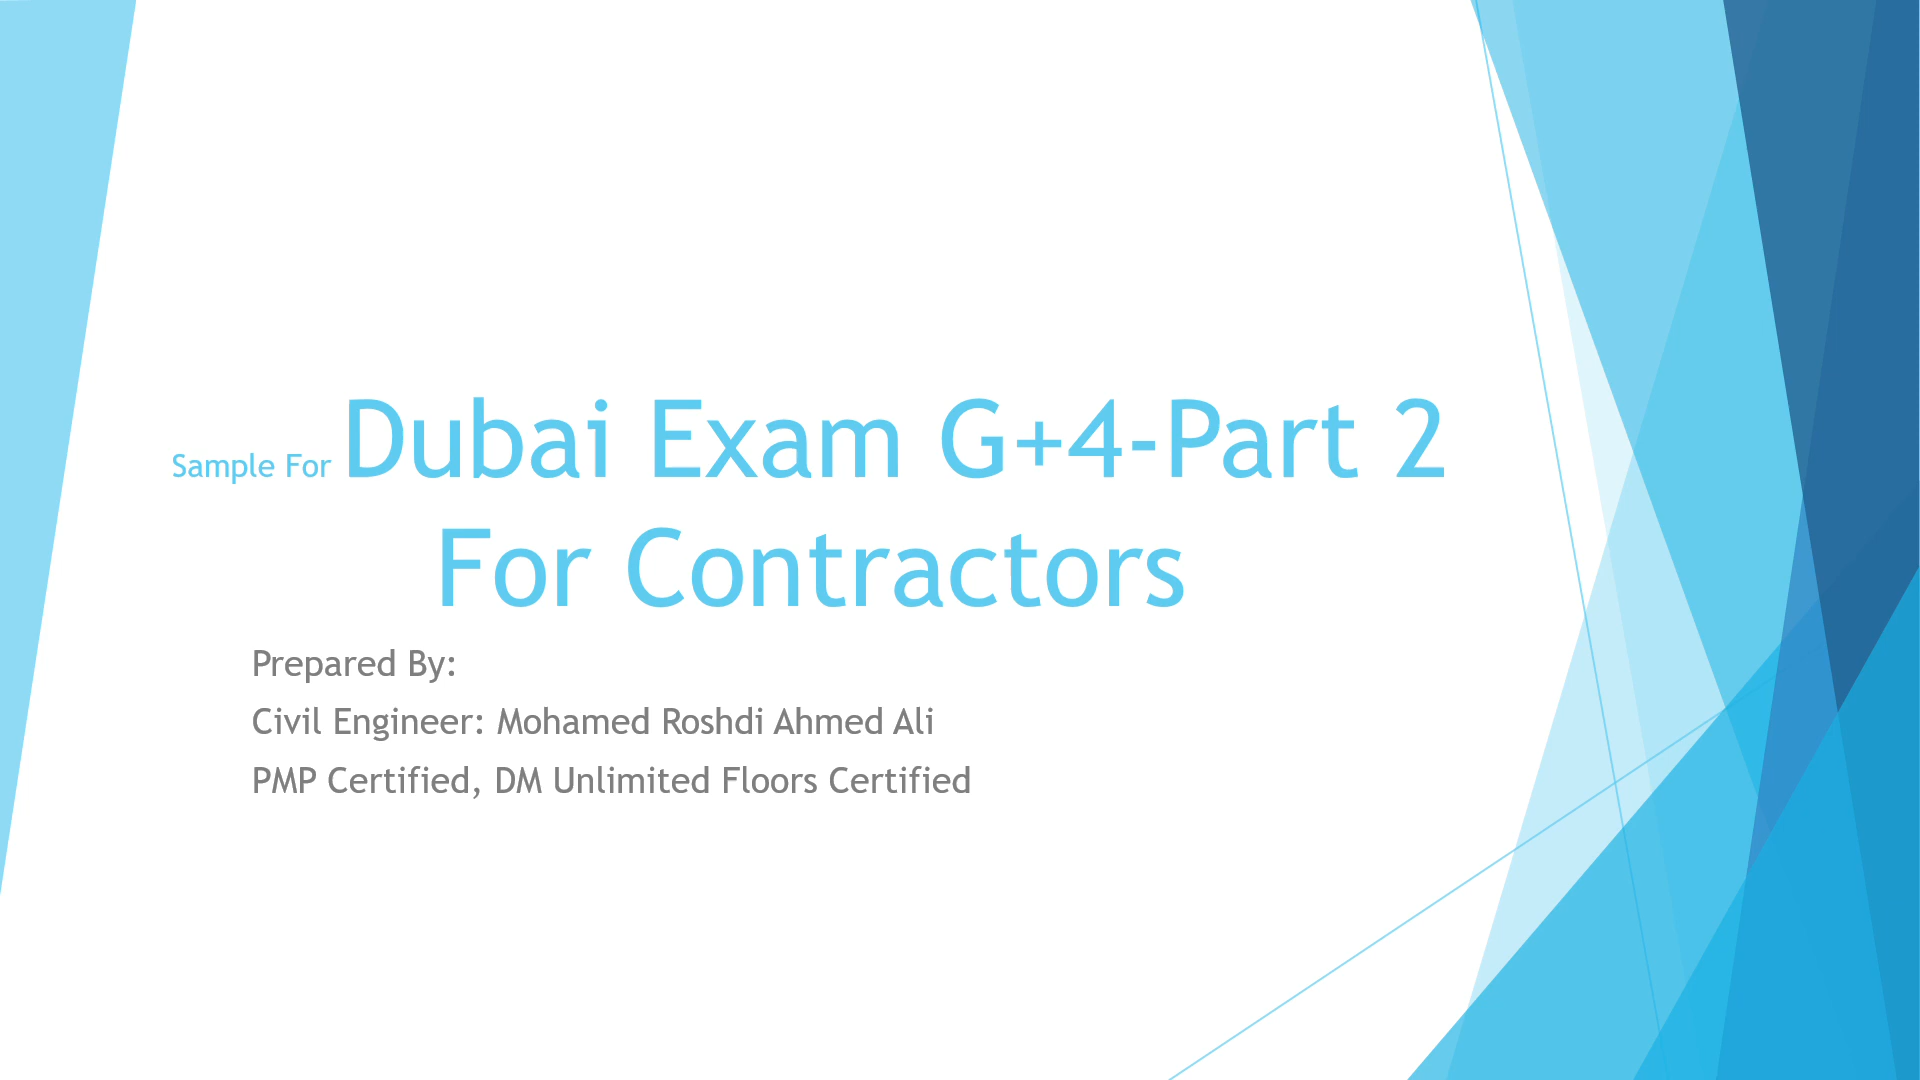 Sample For Dubai Exam G+4-Part 2
For Contractors
Prepared By:
Civil Engineer: Mohamed Roshdi Ahmed Ali
PMP Certified, DM Unlimited Floors Certified